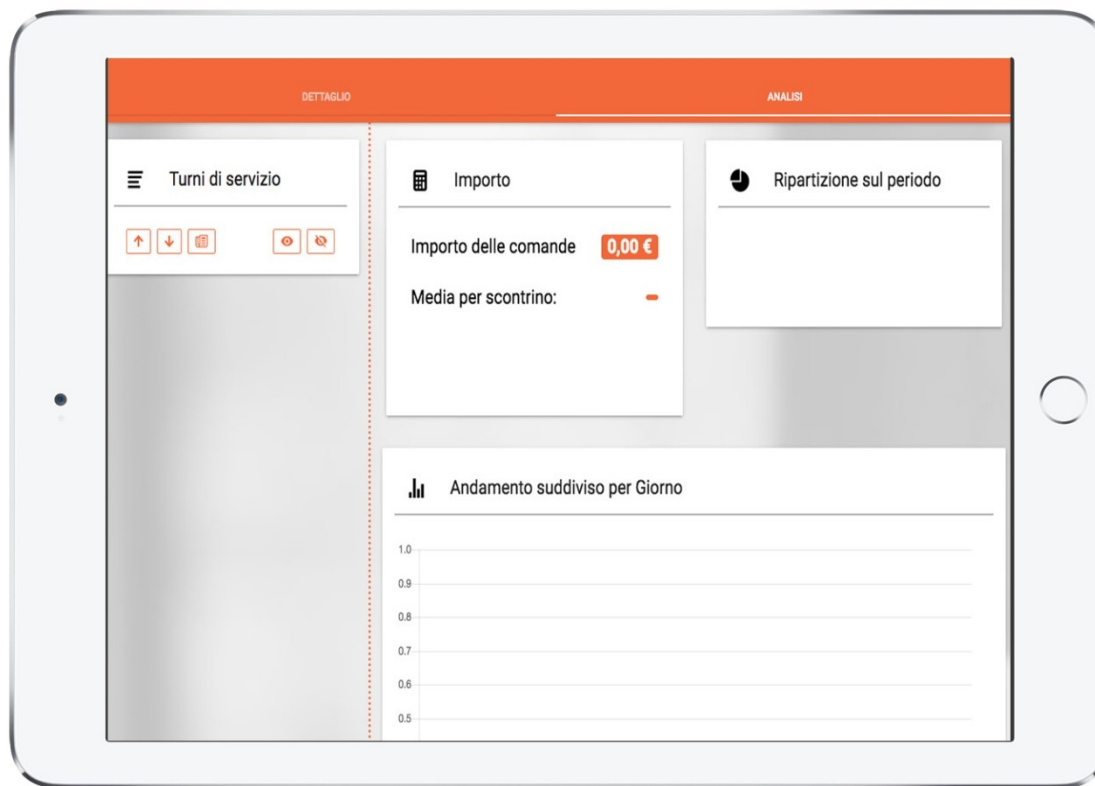 DETTAGLIO
ANALISI
Turni di servizio
Importo
Importo delle comande 0,00 €
Media per scontrino: -
Ripartizione sul periodo
Andamento suddiviso per Giorno
1.0
0.9
0.8
0.7
0.6
0.5